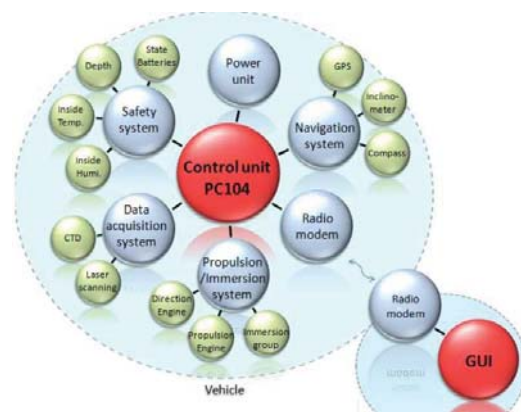 State
Batteries
Depth
Inside
Temp.
Inside
Humi.
Safety
system
Power
unit
GPS
Inclino-
meter
Compass
Navigation
system
Control unit
PC104
Data
acquisition
system
CTD
Laser
scanning
Radio
modem
Propulsion
/Immersion
system
Direction
Engine
Propulsion
Engine
Immersion
group
Vehicle
Radio
modem
GUI